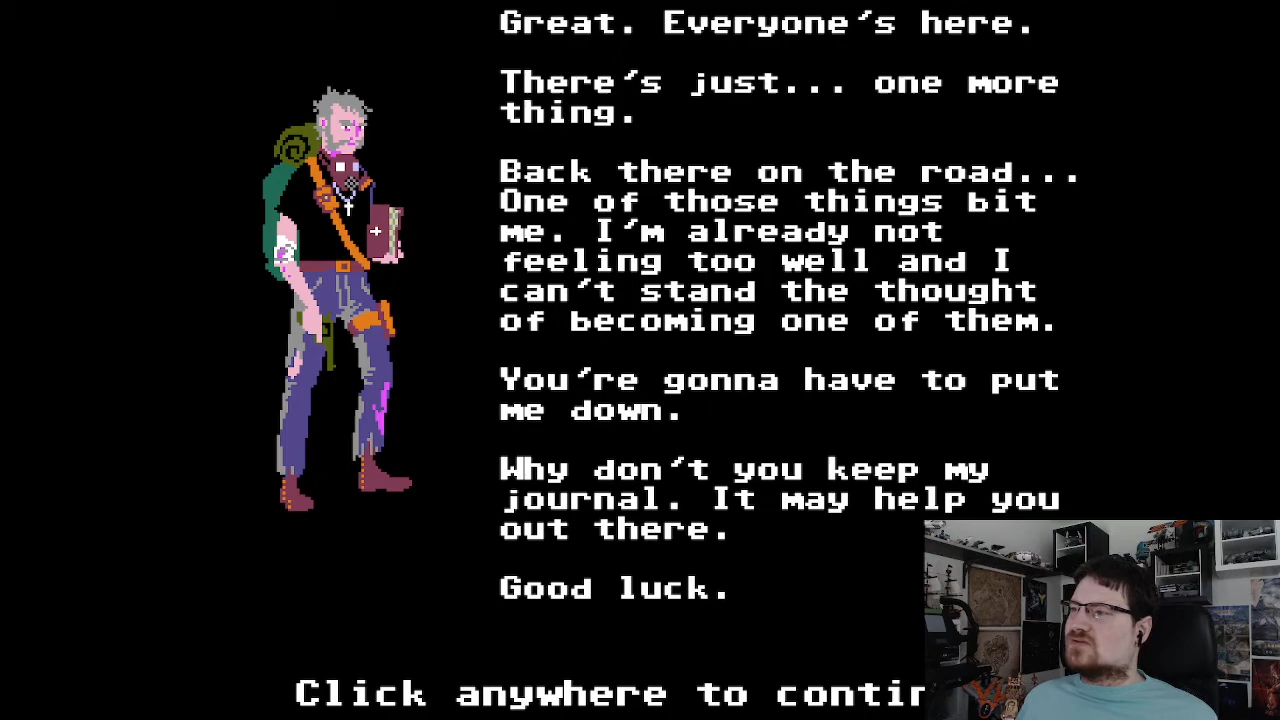 Great. Everyone's here.
There's just... one more
thing.
Back there on the road...
One of those things bit
me. I'm already not
feeling too well and I
can't stand the thought
of becoming one of them.
You're gonna have to put
me down.
Why don't you keep my
journal. It may help you
out there.
Good luck.
Click anywhere to